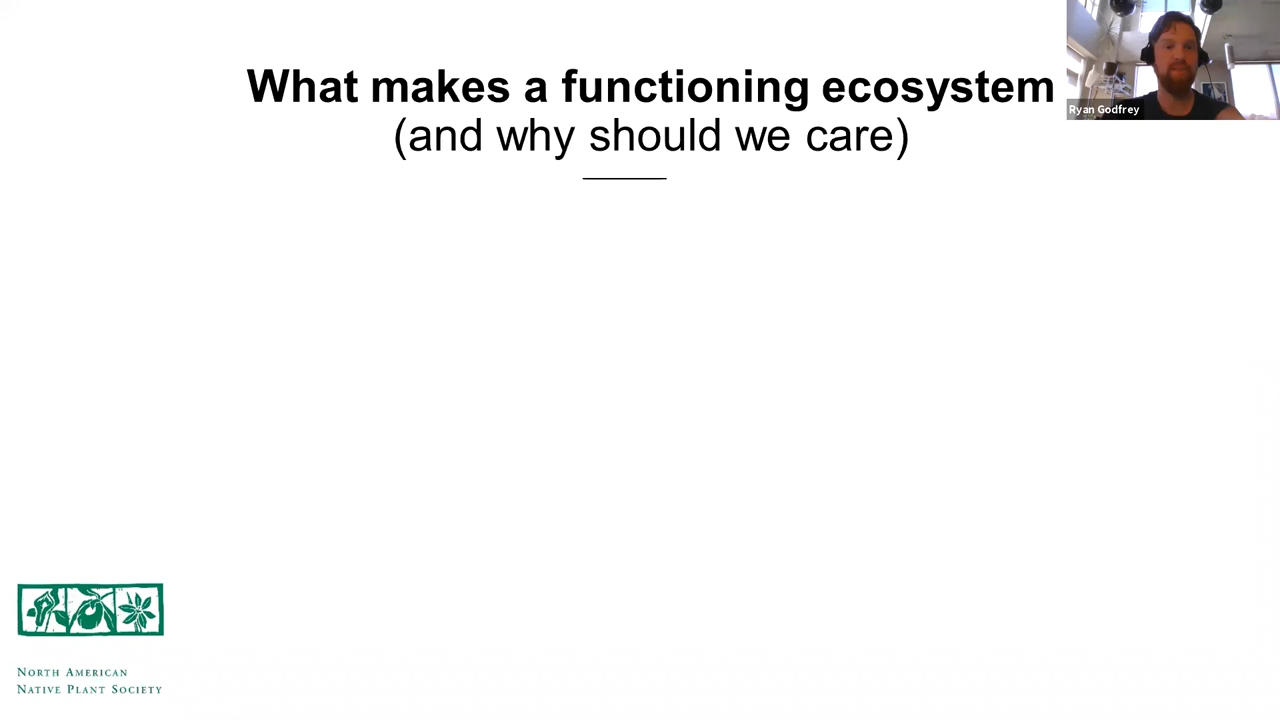 What makes a functioning ecosystem
(and why should we care)
Ryan Godfrey
North American
Native Plant Society